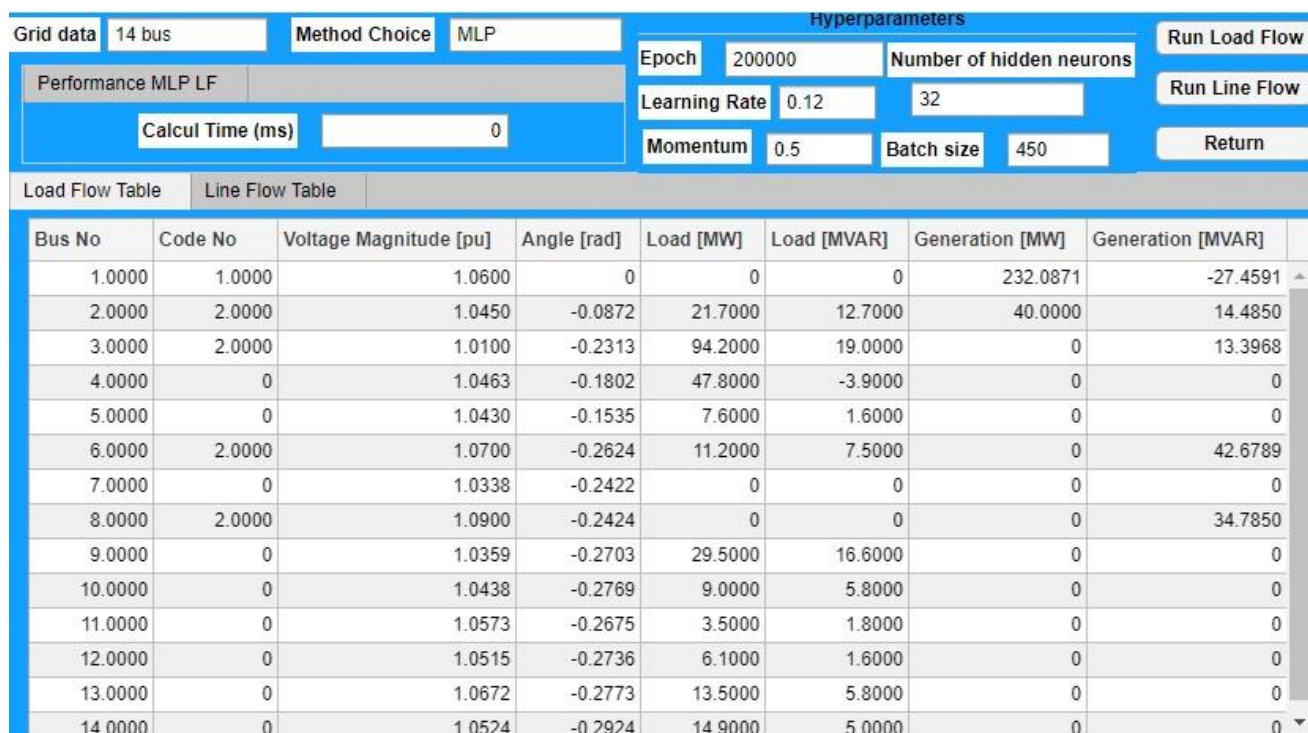 Hyperparameters
Grid data 14 bus Method Choice MLP Run Load Flow
Epoch 200000 Number of hidden neurons
Performance MLP LF Run Line Flow
Learning Rate 0.12 32
Calcul Time (ms) 0
Momentum 0.5 Batch size 450 Return
Load Flow Table Line Flow Table
Bus No Code No Voltage Magnitude [pu] Angle [rad] Load [MW] Load [MVAR] Generation [MW] Generation [MVAR]
1.0000 1.0000 1.0600 0 0 0 232.0871 -27.4591
2.0000 2.0000 1.0450 -0.0872 21.7000 12.7000 40.0000 14.4850
3.0000 2.0000 1.0100 -0.2313 94.2000 19.0000 0 13.3968
4.0000 0 1.0463 -0.1802 47.8000 -3.9000 0 0
5.0000 0 1.0430 -0.1535 7.6000 1.6000 0 0
6.0000 2.0000 1.0700 -0.2624 11.2000 7.5000 0 42.6789
7.0000 0 1.0338 -0.2422 0 0 0 0
8.0000 2.0000 1.0900 -0.2424 0 0 0 34.7850
9.0000 0 1.0359 -0.2703 29.5000 16.6000 0 0
10.0000 0 1.0438 -0.2769 9.0000 5.8000 0 0
11.0000 0 1.0573 -0.2675 3.5000 1.8000 0 0
12.0000 0 1.0515 -0.2736 6.1000 1.6000 0 0
13.0000 0 1.0672 -0.2773 13.5000 5.8000 0 0
14.0000 0 1.0524 -0.2924 14.9000 5.0000 0 0